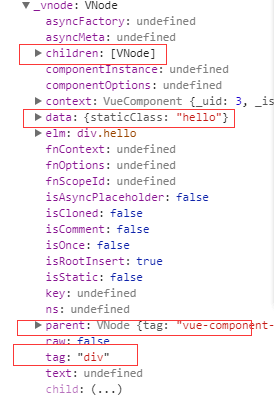 ▼ _vnode: VNode
asyncFactory: undefined
asyncMeta: undefined
▶ children: [VNode]
componentInstance: undefined
componentOptions: undefined
▶ context: VueComponent {_uid: 3, _is
▶ data: {staticClass: "hello"}
▶ elm: div.hello
fnContext: undefined
fnOptions: undefined
fnScopeId: undefined
isAsyncPlaceholder: false
isCloned: false
isComment: false
isOnce: false
isRootInsert: true
isStatic: false
key: undefined
ns: undefined
▶ parent: VNode {tag: "vue-component-
raw: false
tag: "div"
text: undefined
child: (...)